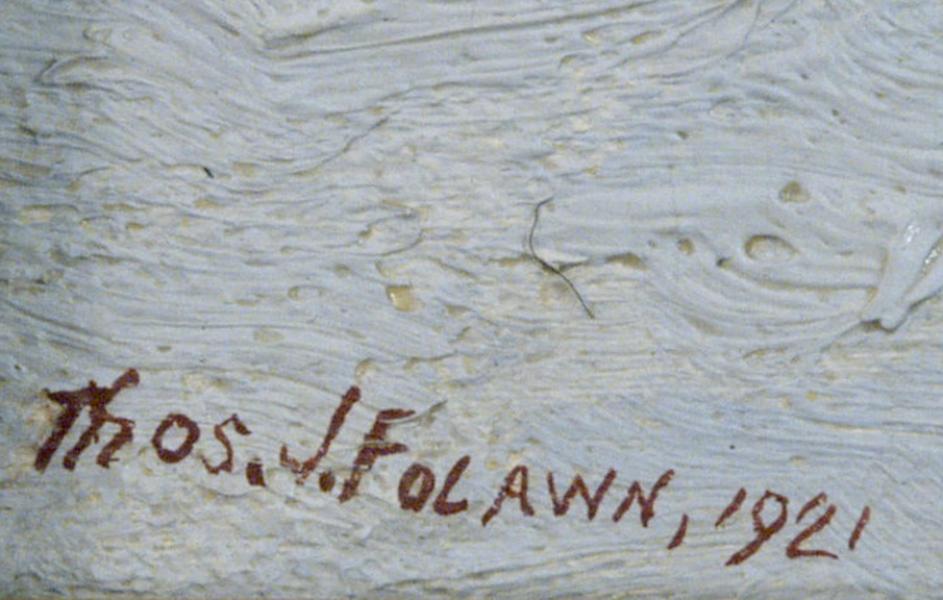 Thos. J. Folawn, 1921